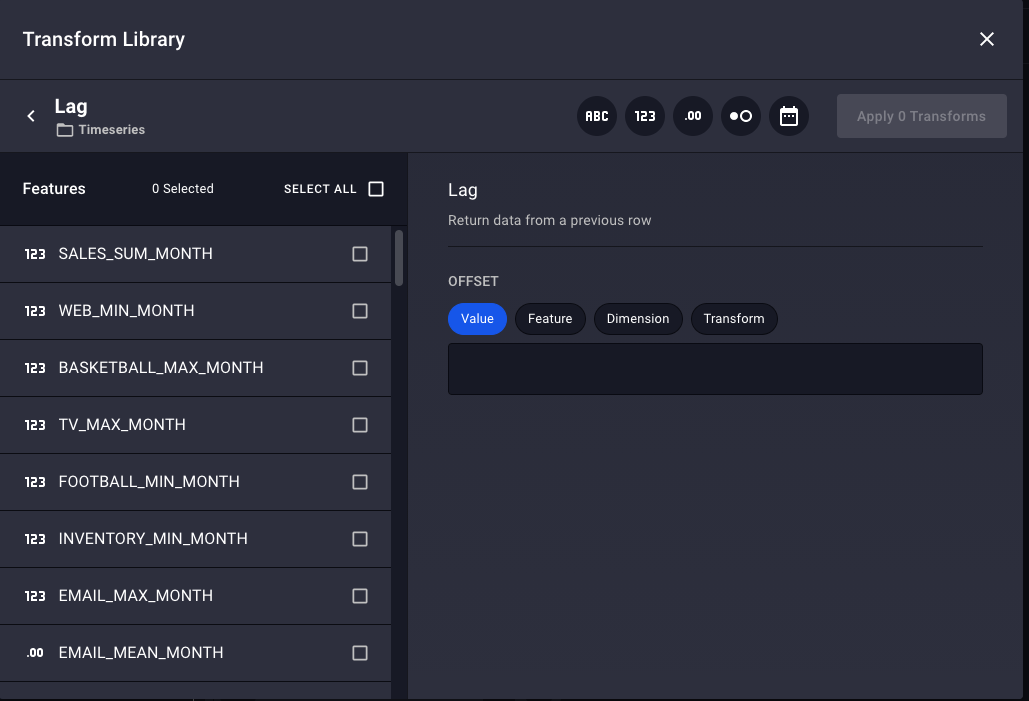 Transform Library
Lag
Timeseries
ABC 123 .00
Apply 0 Transforms
Features 0 Selected SELECT ALL
123 SALES_SUM_MONTH
123 WEB_MIN_MONTH
123 BASKETBALL_MAX_MONTH
123 TV_MAX_MONTH
123 FOOTBALL_MIN_MONTH
123 INVENTORY_MIN_MONTH
123 EMAIL_MAX_MONTH
.00 EMAIL_MEAN_MONTH
Lag
Return data from a previous row
OFFSET
Value Feature Dimension Transform